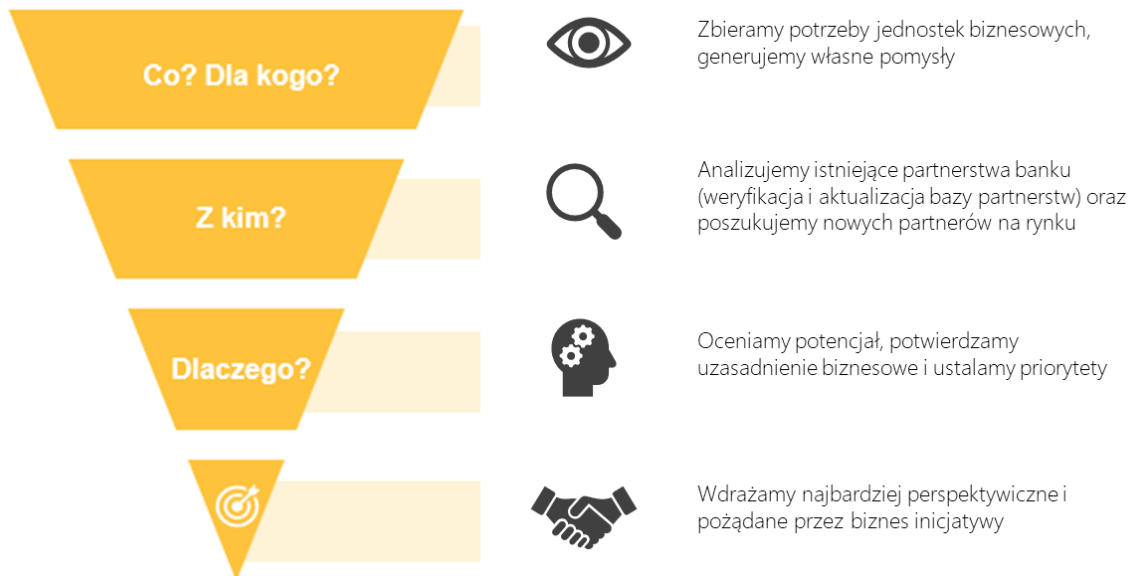 Co? Dla kogo?
Zbieramy potrzeby jednostek biznesowych,
generujemy własne pomysły
Z kim?
Analizujemy istniejące partnerstwa banku
(weryfikacja i aktualizacja bazy partnerstw) oraz
poszukujemy nowych partnerów na rynku
Dlaczego?
Oceniamy potencjał, potwierdzamy
uzasadnienie biznesowe i ustalamy priorytety
Wdrażamy najbardziej perspektywiczne i
pożądane przez biznes inicjatywy